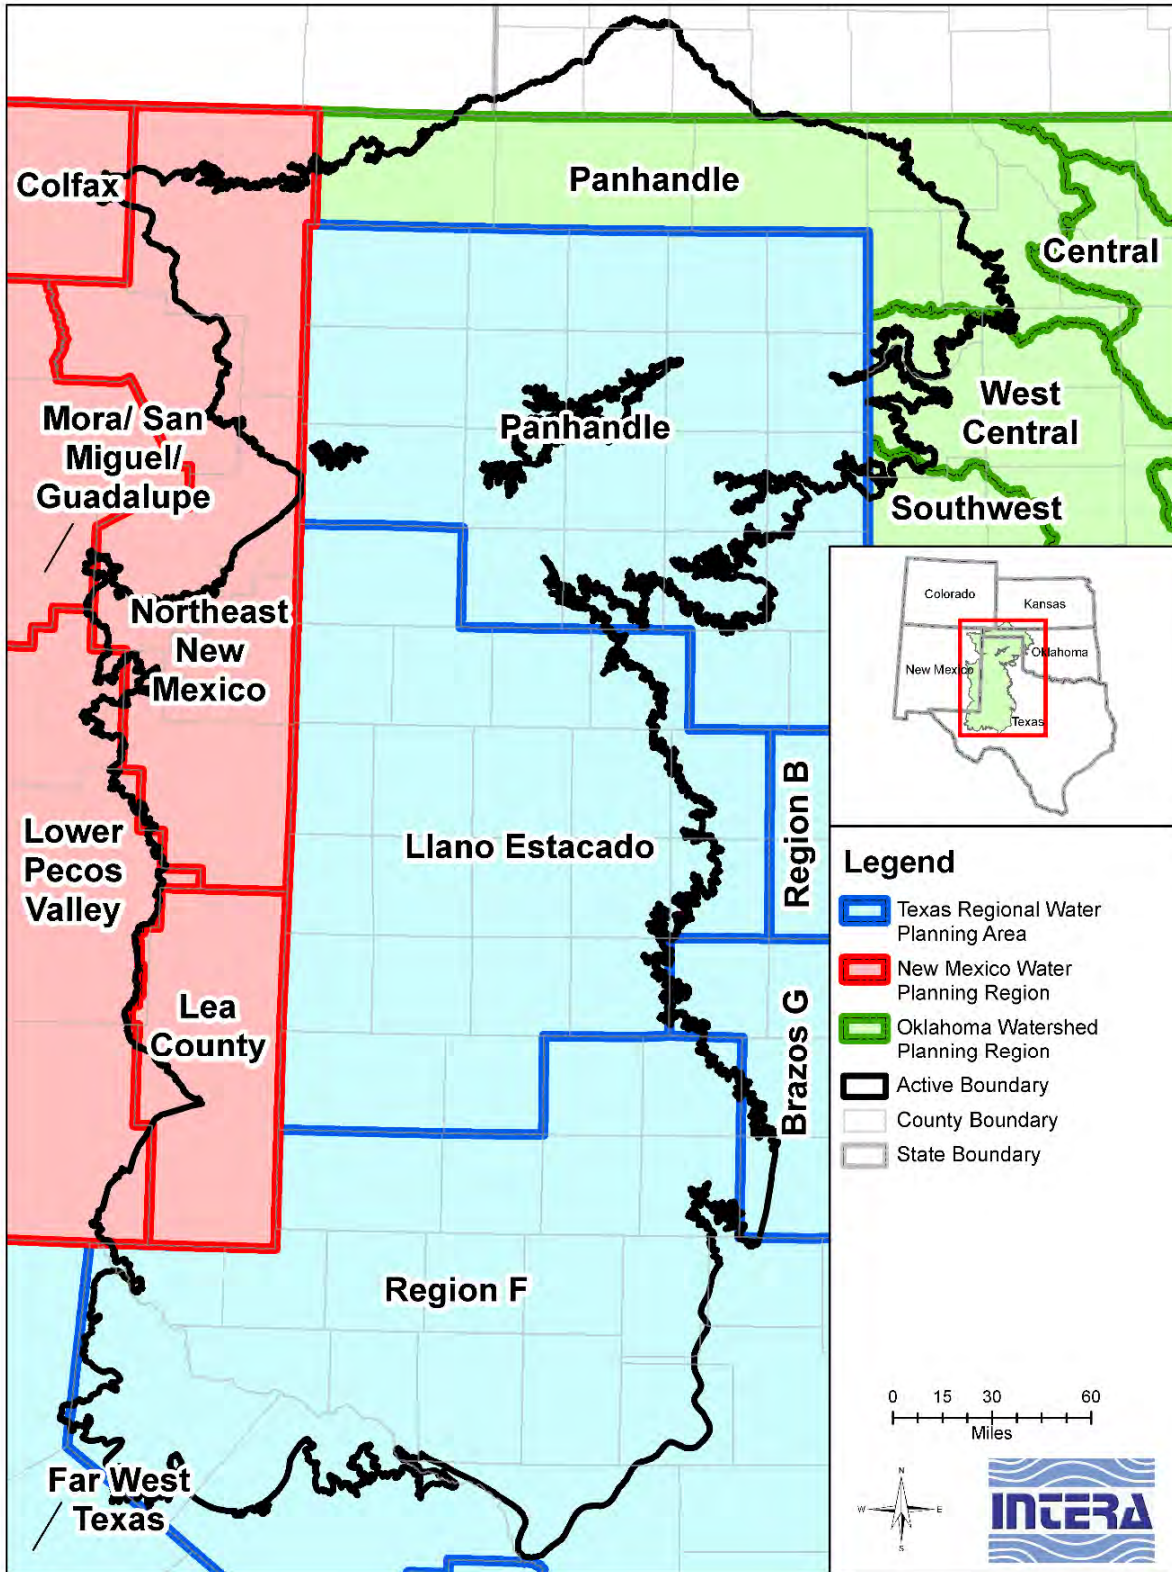 Colfax
Panhandle
Central
Mora/ San
Miguel/
Guadalupe
Panhandle
West
Central
Southwest
Northeast
New
Mexico
Colorado
Kansas
New Mexico
Oklahoma
Texas
Lower
Pecos
Valley
Llano Estacado
Region B
Lea
County
Brazos G
Region F
Far West
Texas
Legend
Texas Regional Water
Planning Area
New Mexico Water
Planning Region
Oklahoma Watershed
Planning Region
Active Boundary
County Boundary
State Boundary
0 15 30 60
Miles
N
W E
S
INTERA